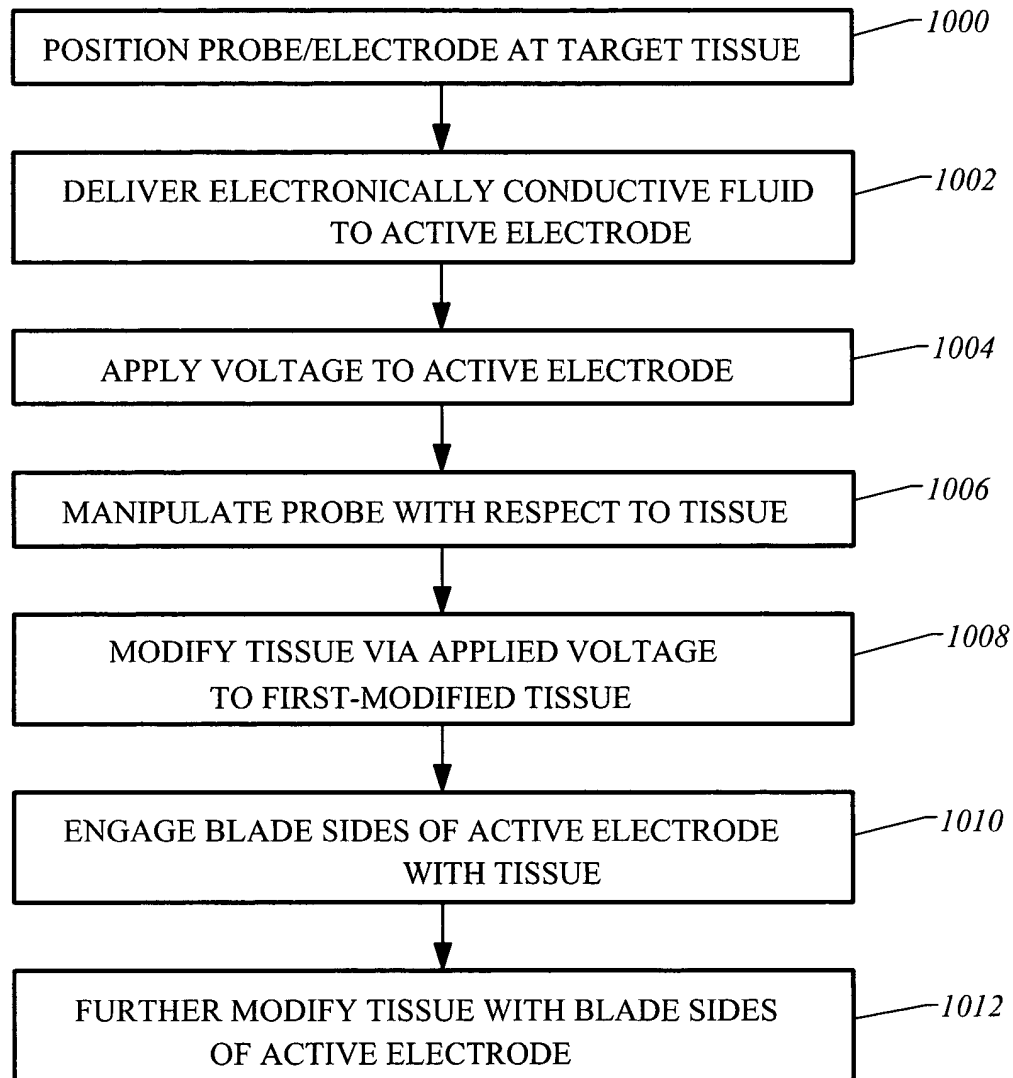 POSITION PROBE/ELECTRODE AT TARGET TISSUE
1000
DELIVER ELECTRONICALLY CONDUCTIVE FLUID
TO ACTIVE ELECTRODE
1002
APPLY VOLTAGE TO ACTIVE ELECTRODE
1004
MANIPULATE PROBE WITH RESPECT TO TISSUE
1006
MODIFY TISSUE VIA APPLIED VOLTAGE
TO FIRST-MODIFIED TISSUE
1008
ENGAGE BLADE SIDES OF ACTIVE ELECTRODE
WITH TISSUE
1010
FURTHER MODIFY TISSUE WITH BLADE SIDES
OF ACTIVE ELECTRODE
1012